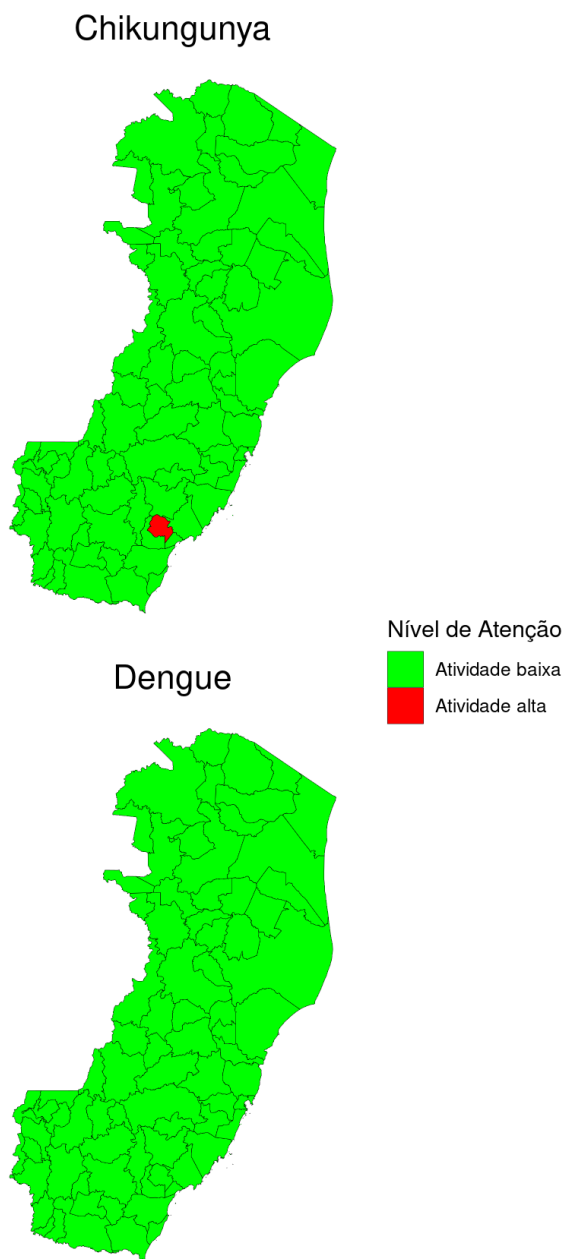 Chikungunya
Nível de Atenção
Atividade baixa
Atividade alta
Dengue